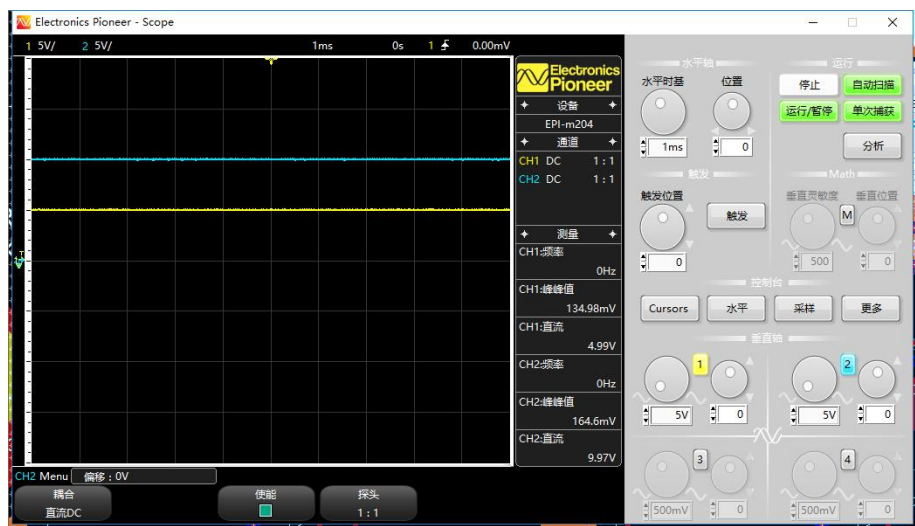 Electronics Pioneer - Scope
1 5V/ 2 5V/ 1ms 0s 1 0.00mV
Electronics
Pioneer
设备
EPI-m204
通道
CH1 DC 1:1
CH2 DC 1:1
测量
CH1:频率
0Hz
CH1:峰峰值
134.98mV
CH1:直流
4.99V
CH2:频率
0Hz
CH2:峰峰值
164.6mV
CH2:直流
9.97V
CH2 Menu 偏移:0V
耦合 使能 探头
直流DC 1:1
水平轴 运行
水平时基 位置 停止 自动扫描
运行/暂停 单次捕获
1ms 0 分析
触发 Math
触发位置 触发 垂直灵敏度 垂直位置
M
0 500 0
控制台
Cursors 水平 采样 更多
垂直轴
1 2
5V 0 5V 0
3 4
500mV 0 500mV 0